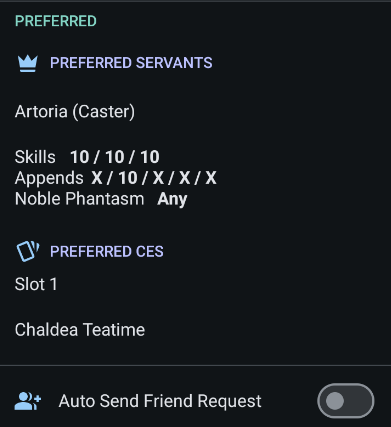 PREFERRED
PREFERRED SERVANTS
Artoria (Caster)
Skills 10 / 10 / 10
Appends X / 10 / X / X / X
Noble Phantasm Any
PREFERRED CES
Slot 1
Chaldea Teatime
Auto Send Friend Request